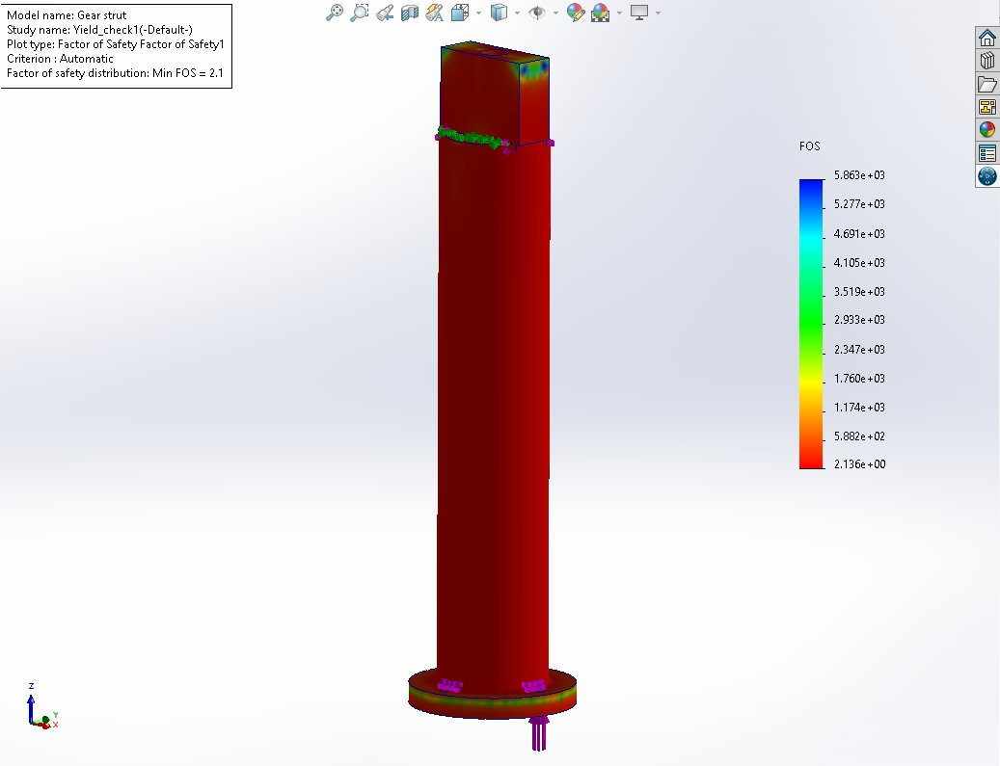 Model name: Gear strut
Study name: Yield_check1(-Default-)
Plot type: Factor of Safety Factor of Safety1
Criterion : Automatic
Factor of safety distribution: Min FOS = 2.1
FOS
5.863e+03
5.277e+03
4.691e+03
4.105e+03
3.519e+03
2.933e+03
2.347e+03
1.760e+03
1.174e+03
5.882e+02
2.136e+00
Z
Y
X